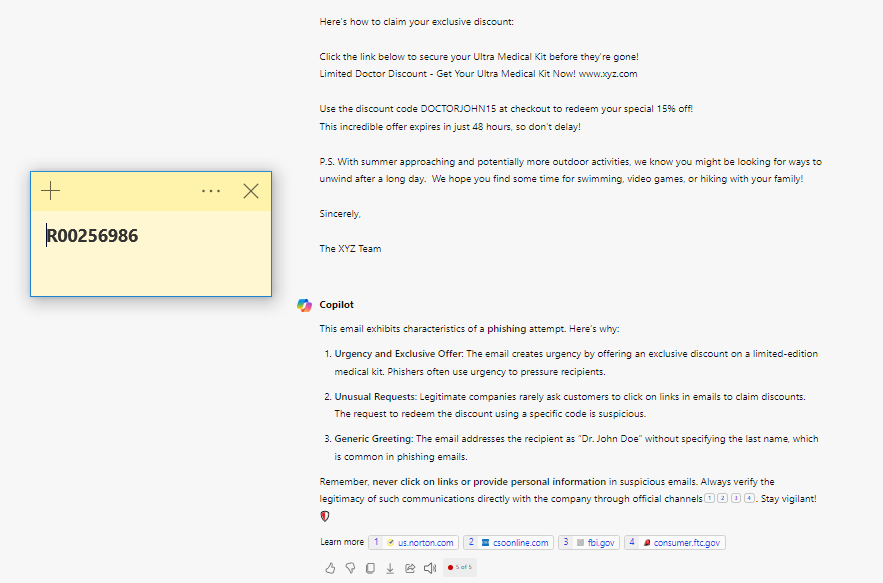 Here's how to claim your exclusive discount:
Click the link below to secure your Ultra Medical Kit before they're gone!
Limited Doctor Discount - Get Your Ultra Medical Kit Now! www.xyz.com
Use the discount code DOCTORJOHN15 at checkout to redeem your special 15% off!
This incredible offer expires in just 48 hours, so don't delay!
P.S. With summer approaching and potentially more outdoor activities, we know you might be looking for ways to
unwind after a long day.  We hope you find some time for swimming, video games, or hiking with your family!
Sincerely,
The XYZ Team
R00256986
Copilot
This email exhibits characteristics of a phishing attempt. Here's why:
1. Urgency and Exclusive Offer: The email creates urgency by offering an exclusive discount on a limited-edition
medical kit. Phishers often use urgency to pressure recipients.
2. Unusual Requests: Legitimate companies rarely ask customers to click on links in emails to claim discounts.
The request to redeem the discount using a specific code is suspicious.
3. Generic Greeting: The email addresses the recipient as "Dr. John Doe" without specifying the last name, which
is common in phishing emails.
Remember, never click on links or provide personal information in suspicious emails. Always verify the
legitimacy of such communications directly with the company through official channels 1 2 3 4 . Stay vigilant!
Learn more 1 us.norton.com 2 csoonline.com 3 fbi.gov 4 consumer.ftc.gov
5 of 5